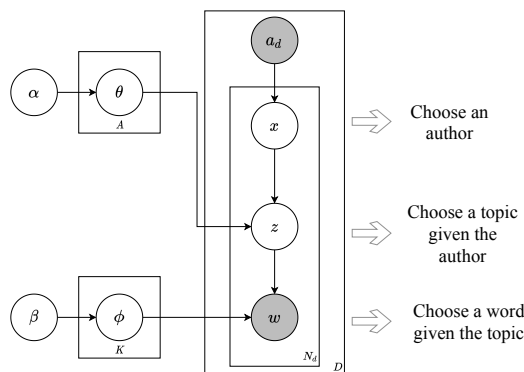 a_d
α
θ
A
x
Choose an
author
z
Choose a topic
given the
author
β
ϕ
K
w
N_d
D
Choose a word
given the topic